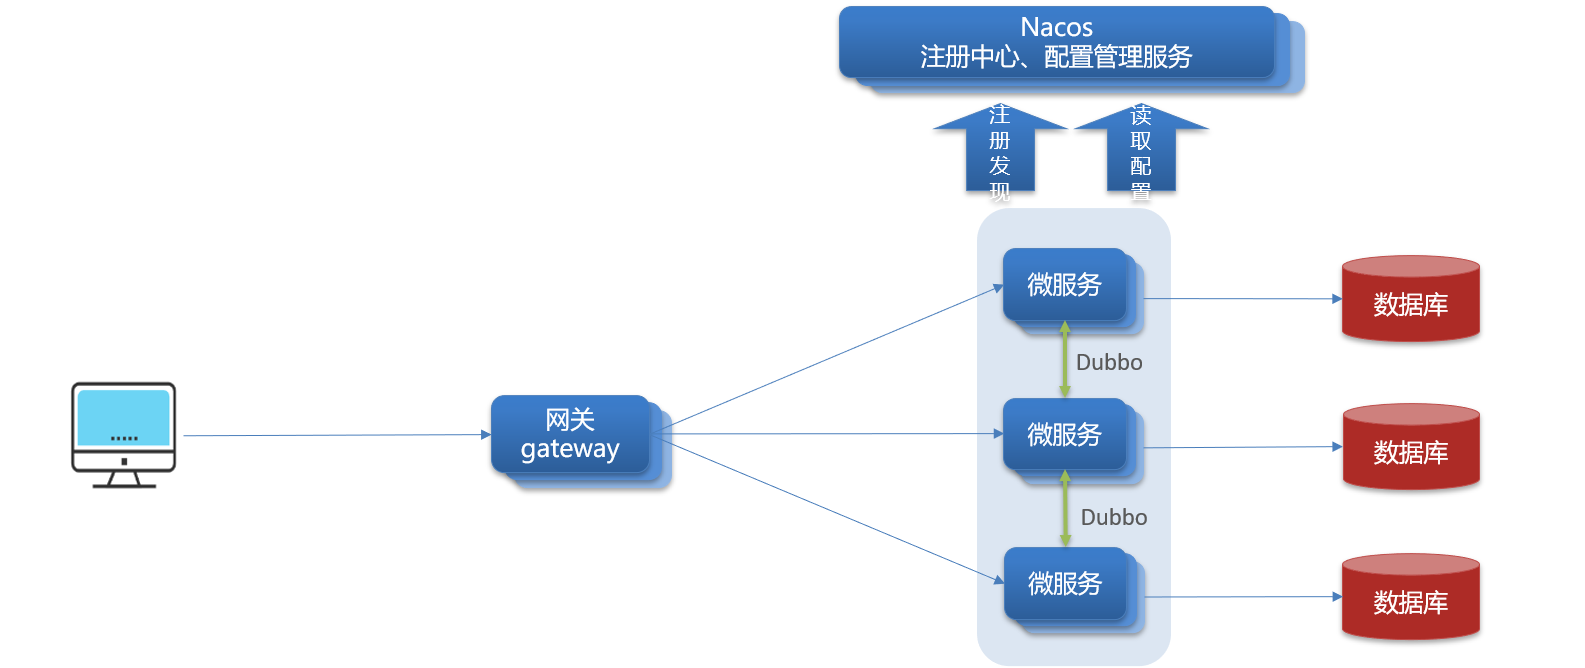 Nacos
注册中心、配置管理服务
注册发现
读取配置
微服务
数据库
Dubbo
网关
gateway
微服务
数据库
Dubbo
微服务
数据库